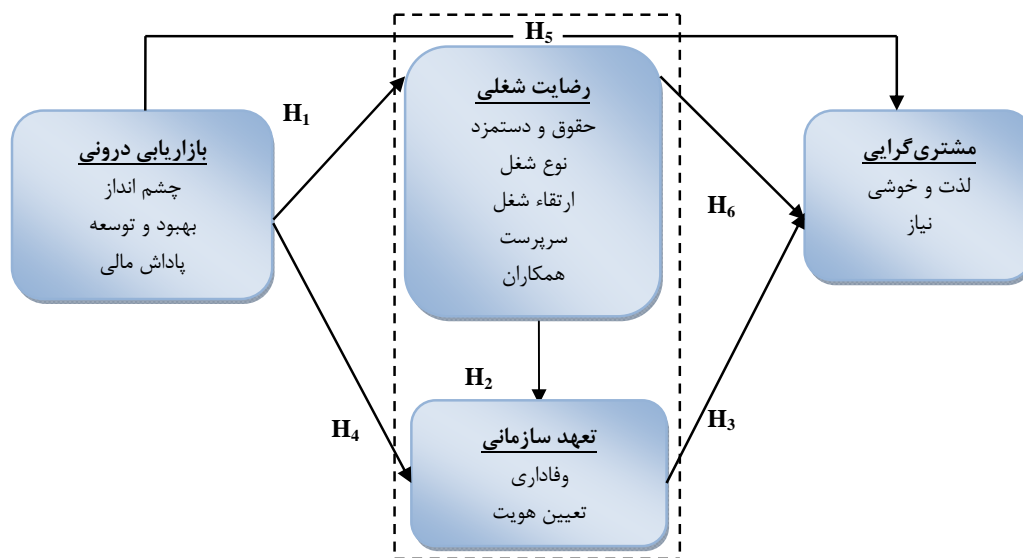 H5
بازاریابی درونی
چشم انداز
بهبود و توسعه
پاداش مالی
H1
رضایت شغلی
حقوق و دستمزد
نوع شغل
ارتقاء شغل
سرپرست
همکاران
مشتری‌گرایی
لذت و خوشی
نیاز
H6
H2
H4
H3
تعهد سازمانی
وفاداری
تعیین هویت